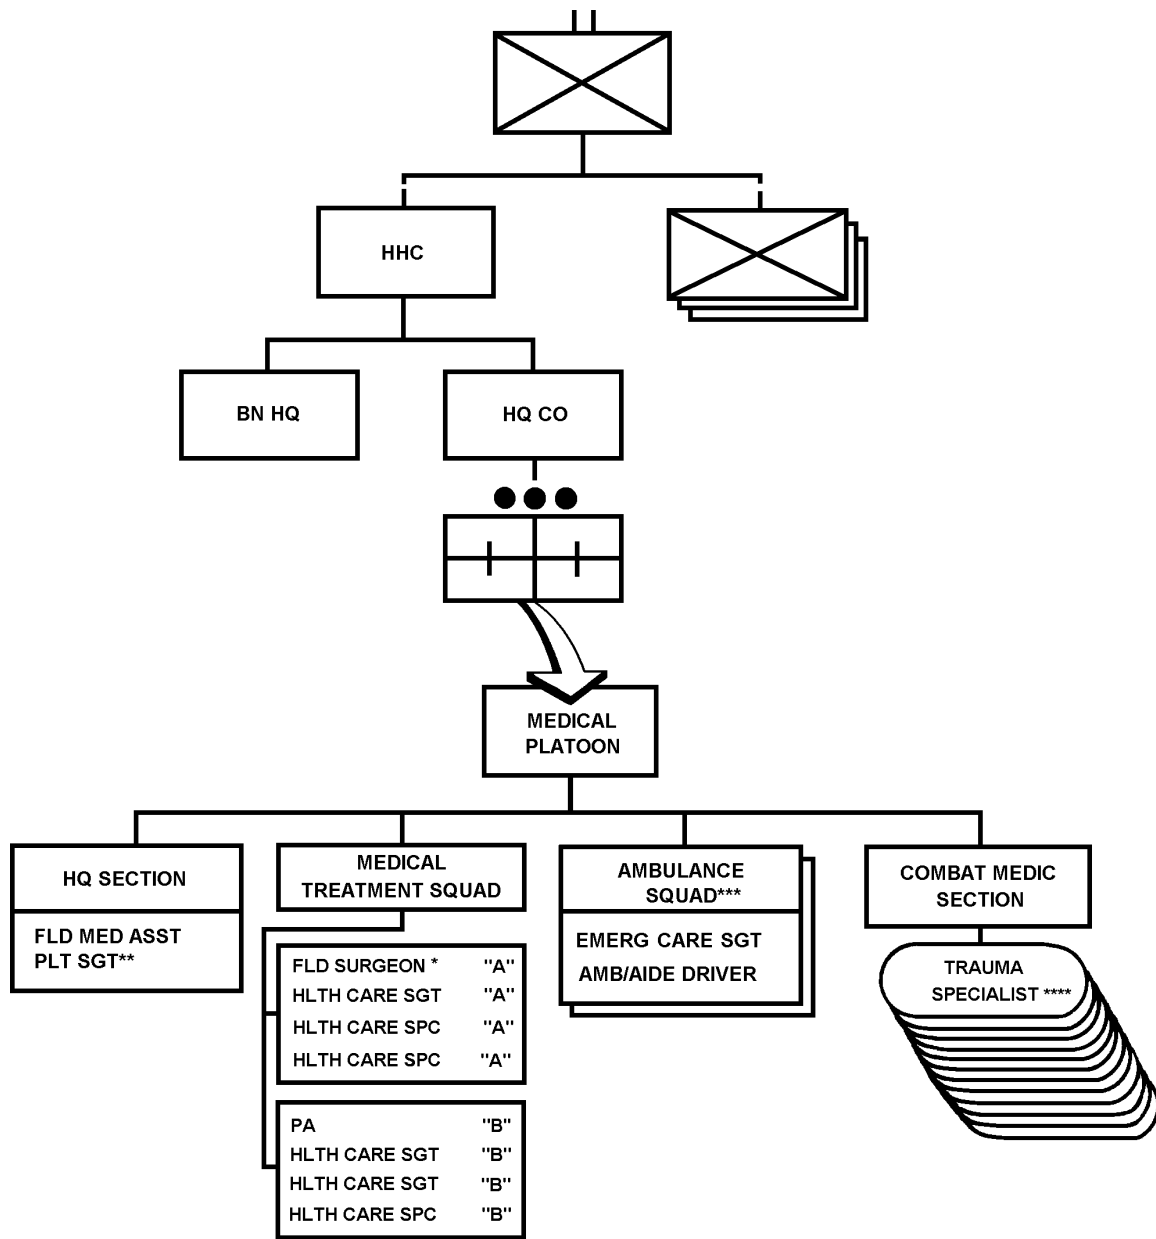 HHC
BN HQ
HQ CO
MEDICAL
PLATOON
HQ SECTION
FLD MED ASST
PLT SGT**
MEDICAL
TREATMENT SQUAD
FLD SURGEON * "A"
HLTH CARE SGT "A"
HLTH CARE SPC "A"
HLTH CARE SPC "A"
PA "B"
HLTH CARE SGT "B"
HLTH CARE SGT "B"
HLTH CARE SPC "B"
AMBULANCE
SQUAD***
EMERG CARE SGT
AMB/AIDE DRIVER
COMBAT MEDIC
SECTION
TRAUMA
SPECIALIST ****